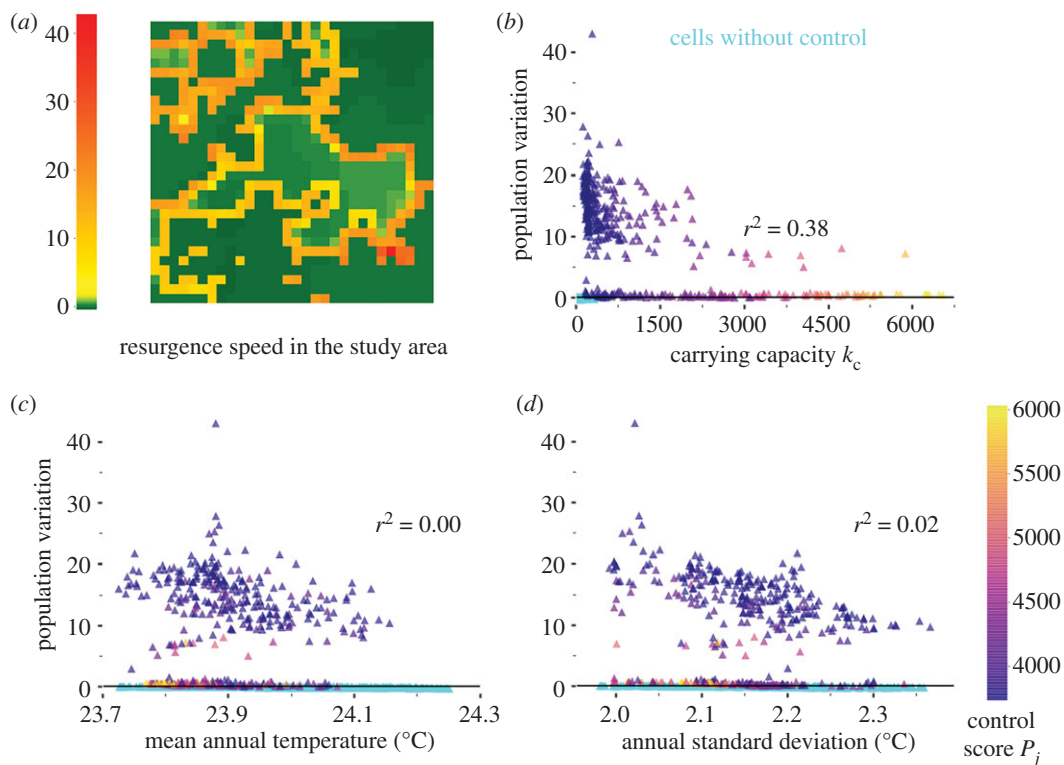 (a)
40
30
20
10
0
resurgence speed in the study area
(b)
cells without control
population variation
40
30
20
10
0
r² = 0.38
0 1500 3000 4500 6000
carrying capacity k_c
(c)
population variation
40
30
20
10
0
r² = 0.00
23.7 23.9 24.1 24.3
mean annual temperature (°C)
(d)
40
30
20
10
0
r² = 0.02
2.0 2.1 2.2 2.3
annual standard deviation (°C)
6000
5500
5000
4500
4000
control
score P_j